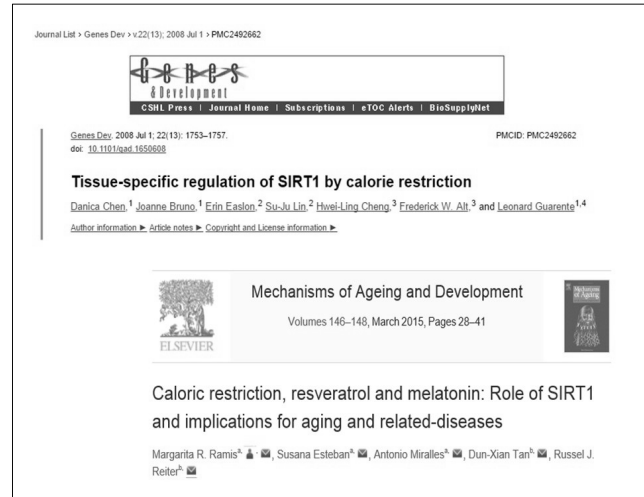 Journal List > Genes Dev > v.22(13); 2008 Jul 1 > PMC2492662
Genes
& Development
CSHL Press | Journal Home | Subscriptions | eTOC Alerts | BioSupplyNet
Genes Dev. 2008 Jul 1; 22(13): 1753–1757.
PMCID: PMC2492662
doi: 10.1101/gad.1650608
Tissue-specific regulation of SIRT1 by calorie restriction
Danica Chen,1 Joanne Bruno,1 Erin Easlon,2 Su-Ju Lin,2 Hwei-Ling Cheng,3 Frederick W. Alt,3 and Leonard Guarente1,4
Author information ► Article notes ► Copyright and License information ►
Mechanisms of Ageing and Development
Volumes 146–148, March 2015, Pages 28–41
ELSEVIER
Caloric restriction, resveratrol and melatonin: Role of SIRT1
and implications for aging and related-diseases
Margarita R. Ramisa, Susana Estebana, Antonio Mirallesa, Dun-Xian Tanb, Russel J.
Reiterb,